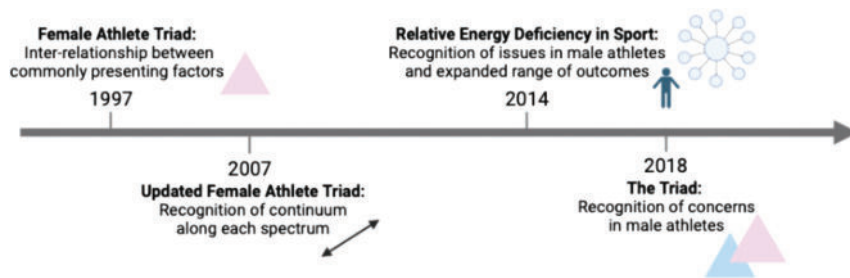 Female Athlete Triad:
Inter-relationship between
commonly presenting factors
1997
Relative Energy Deficiency in Sport:
Recognition of issues in male athletes
and expanded range of outcomes
2014
2007
Updated Female Athlete Triad:
Recognition of continuum
along each spectrum
2018
The Triad:
Recognition of concerns
in male athletes